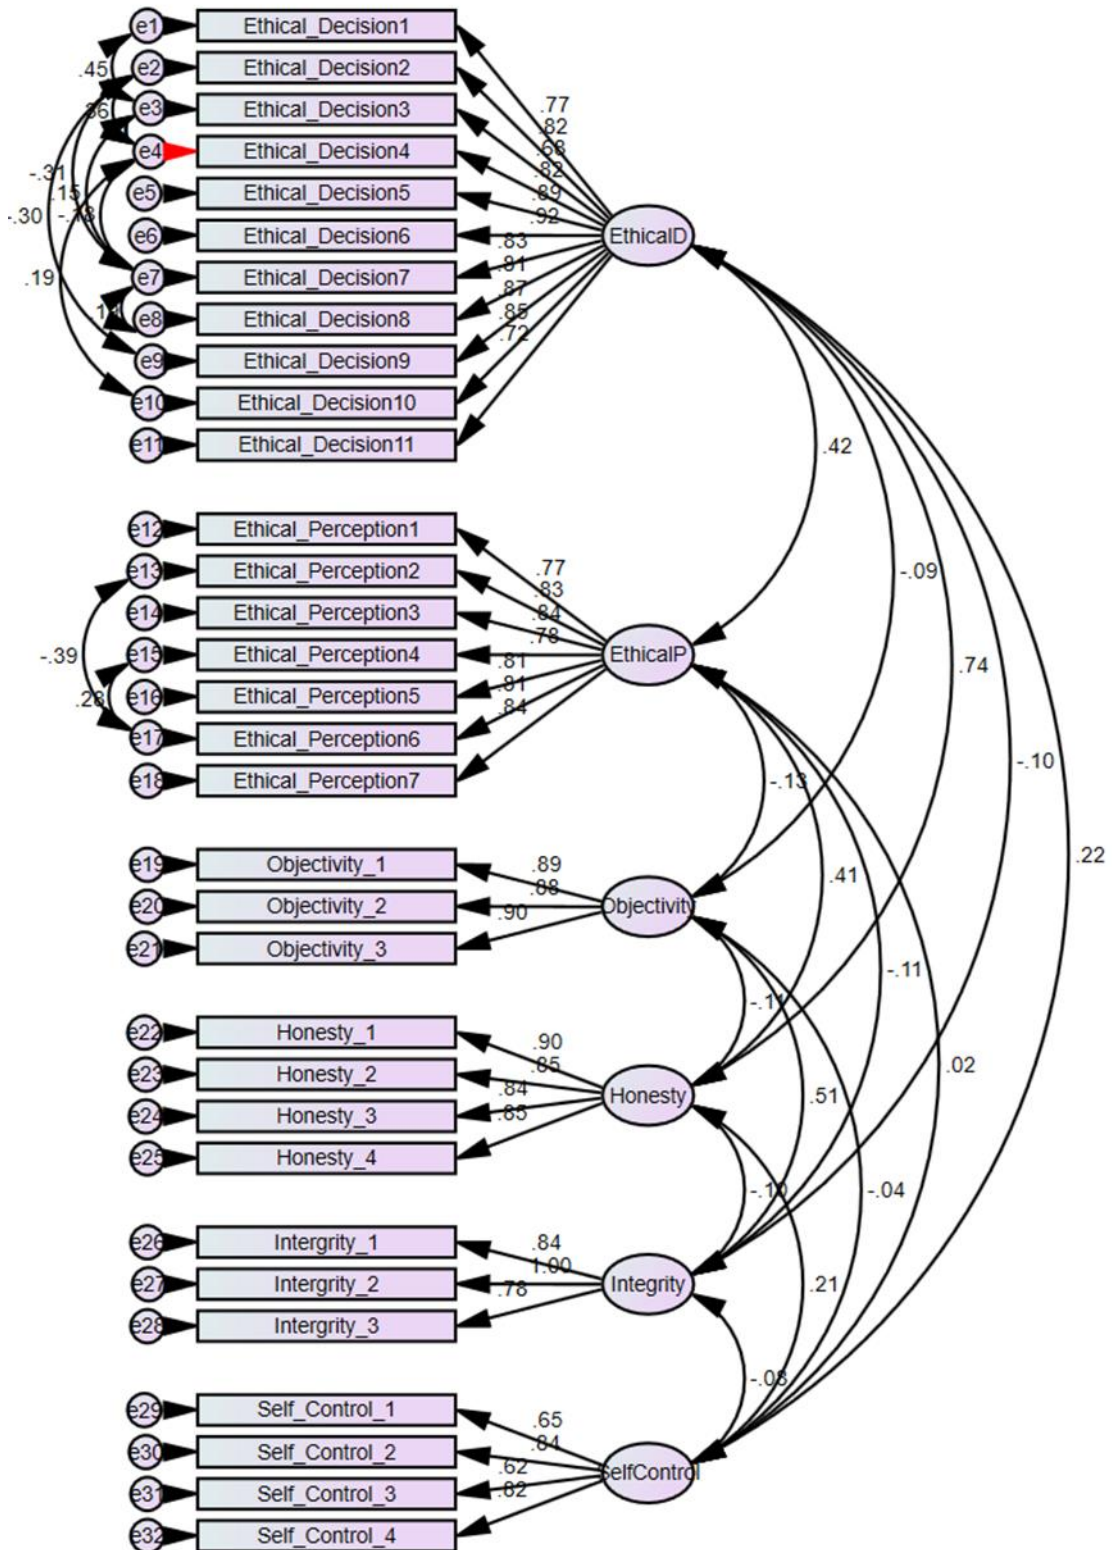 e1 Ethical_Decision1
.45 e2 Ethical_Decision2
e3 Ethical_Decision3 .77
.82
e4 Ethical_Decision4 .68
.82
-.31 e5 Ethical_Decision5 .89
.15
-.30 .92
e6 Ethical_Decision6 EthicalD
.83
.19 e7 Ethical_Decision7 .81
.87
e8 Ethical_Decision8 .85
.72
e9 Ethical_Decision9
e10 Ethical_Decision10
e11 Ethical_Decision11 .42
e12 Ethical_Perception1
e13 Ethical_Perception2 .77 -.09
.83
e14 Ethical_Perception3 .84
.78
-.39 e15 Ethical_Perception4 EthicalP .74
.81
.28 e16 Ethical_Perception5 .81
.84
e17 Ethical_Perception6
-.10
e18 Ethical_Perception7 -.13
.22
e19 Objectivity_1 .89 .41
.88
e20 Objectivity_2 Objectivity
.90
e21 Objectivity_3
-.11
-.11
e22 Honesty_1 .90
.85
e23 Honesty_2 .02
.84
e24 Honesty_3 Honesty .51
.85
e25 Honesty_4
-.10 -.04
e26 Intergrity_1 .84
1.00
e27 Intergrity_2 Integrity .21
.78
e28 Intergrity_3
-.08
e29 Self_Control_1 .65
.84
e30 Self_Control_2
.62
e31 Self_Control_3 SelfControl
.82
e32 Self_Control_4